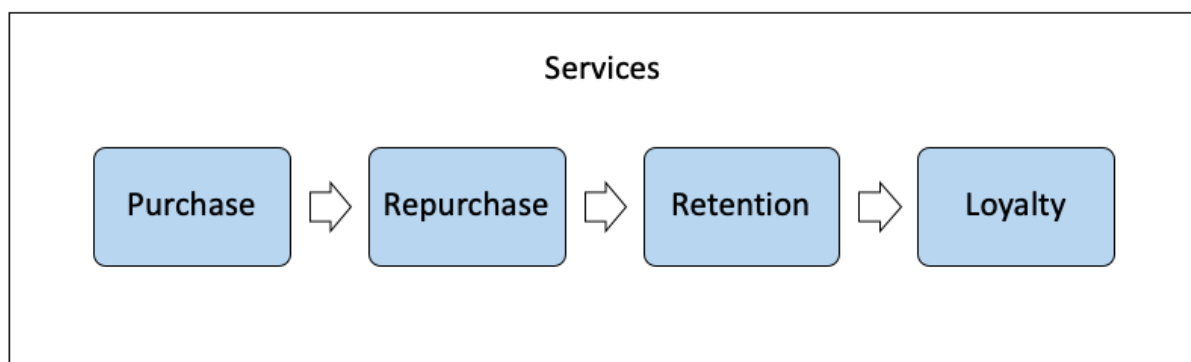 Services
Purchase
Repurchase
Retention
Loyalty